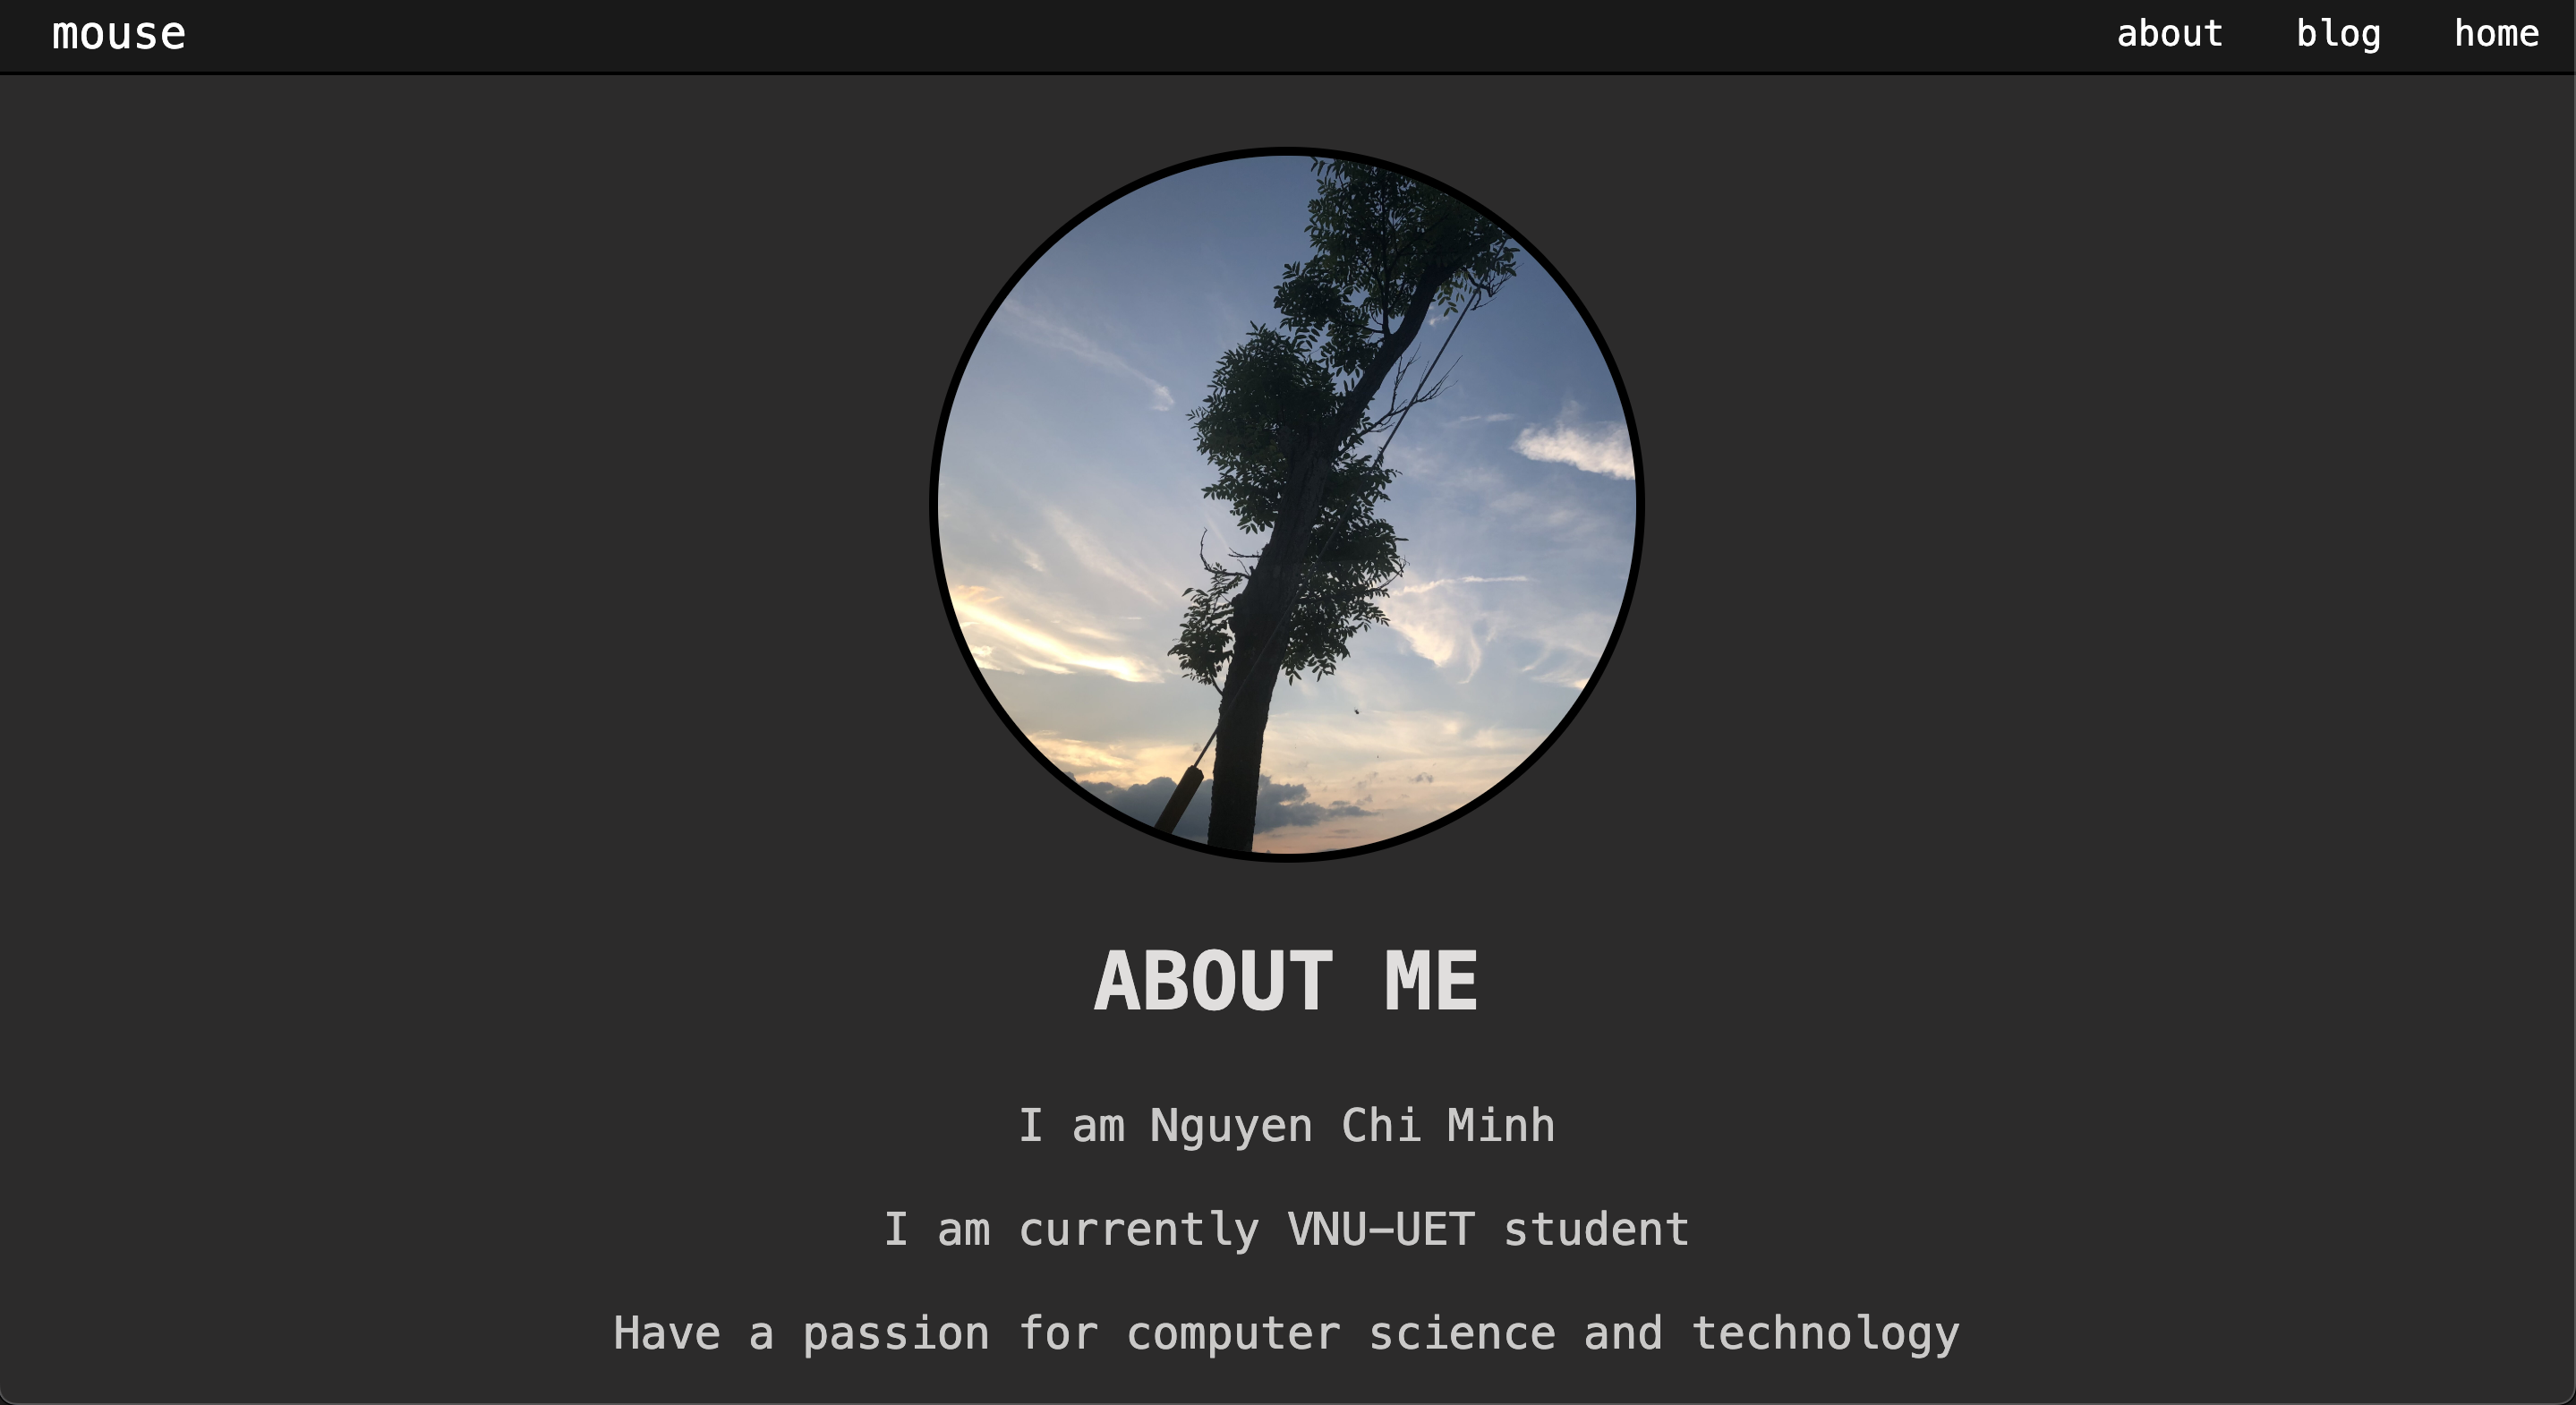 mouse about blog home
ABOUT ME
I am Nguyen Chi Minh
I am currently VNU-UET student
Have a passion for computer science and technology